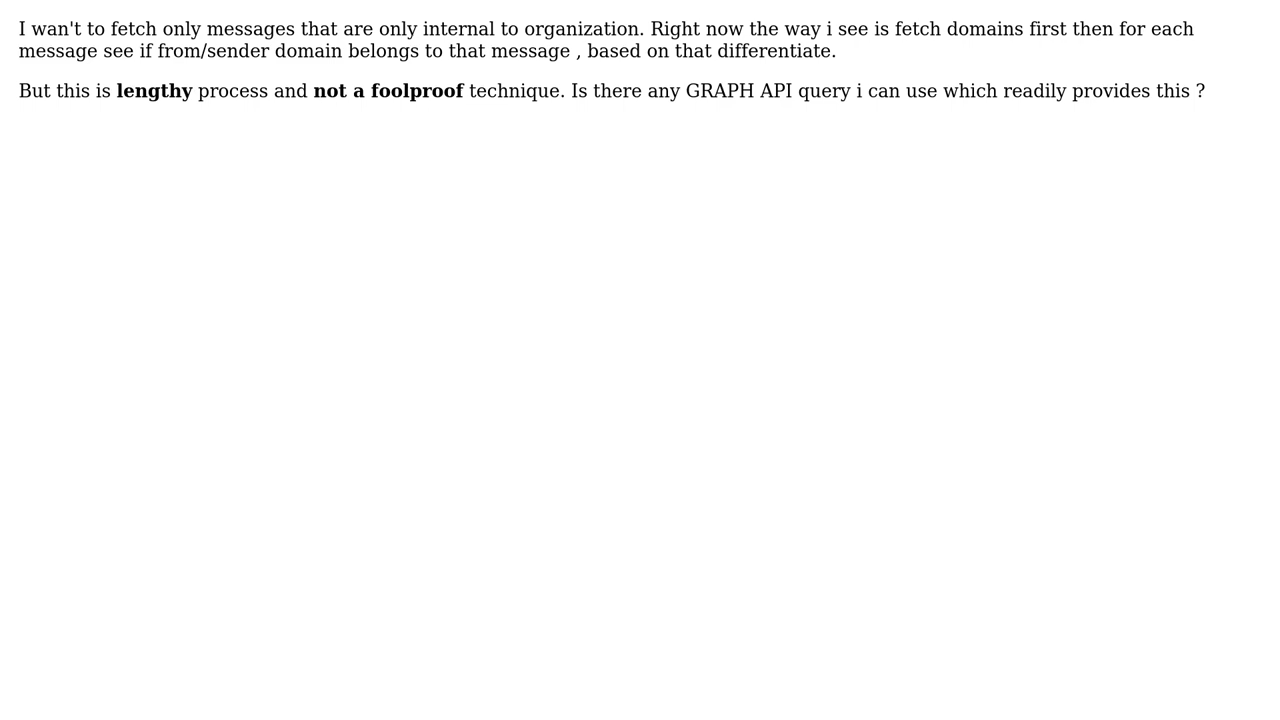 I wan't to fetch only messages that are only internal to organization. Right now the way i see is fetch domains first then for each
message see if from/sender domain belongs to that message , based on that differentiate.
But this is lengthy process and not a foolproof technique. Is there any GRAPH API query i can use which readily provides this ?